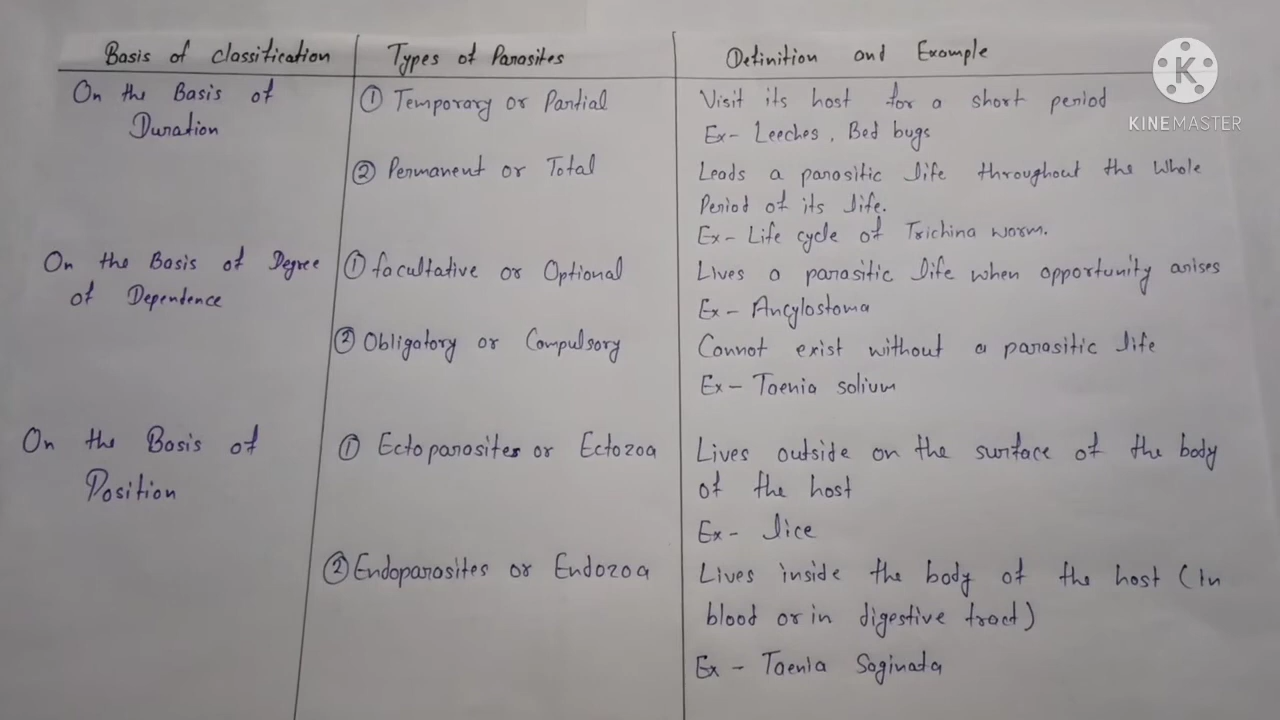 Basis of Classification Types of Parasites Definition and Example
On the Basis of Duration
① Temporary or Partial
Visit its host for a short period
Ex- Leeches, Bed bugs
② Permanent or Total
Leads a parasitic life throughout the whole
Period of its life.
Ex- Life cycle of Trichina worm.
On the Basis of Degree
of Dependence
① facultative or Optional
Lives a parasitic life when opportunity arises
Ex- Ancylostoma
② Obligatory or Compulsory
Cannot exist without a parasitic life
Ex- Taenia solium
On the Basis of
Position
① Ectoparasites or Ectozoa
Lives outside on the surface of the body
of the host
Ex- lice
② Endoparasites or Endozoa
Lives inside the body of the host (In
blood or in digestive tract)
Ex- Taenia Saginata
K
KINEMASTER